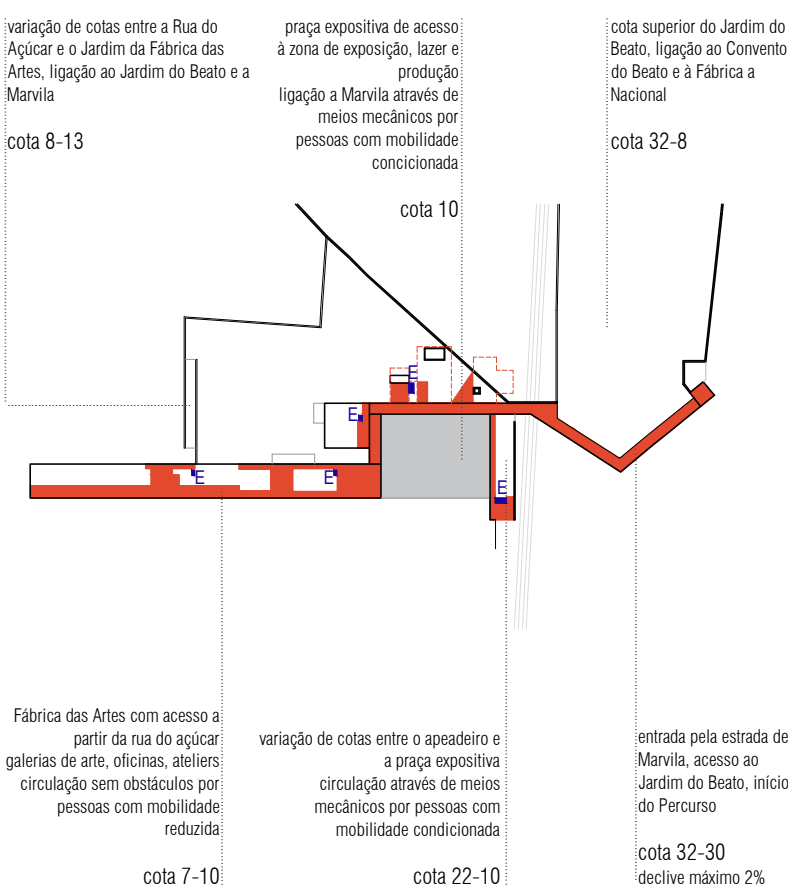 variação de cotas entre a Rua do
Açúcar e o Jardim da Fábrica das
Artes, ligação ao Jardim do Beato e a
Marvila
cota 8-13
praça expositiva de acesso
à zona de exposição, lazer e
produção
ligação a Marvila através de
meios mecânicos por
pessoas com mobilidade
concicionada
cota 10
cota superior do Jardim do
Beato, ligação ao Convento
do Beato e à Fábrica a
Nacional
cota 32-8
E
E
E
E
E
Fábrica das Artes com acesso a
partir da rua do açúcar
galerias de arte, oficinas, ateliers
circulação sem obstáculos por
pessoas com mobilidade
reduzida
cota 7-10
variação de cotas entre o apeadeiro e
a praça expositiva
circulação através de meios
mecânicos por pessoas com
mobilidade condicionada
cota 22-10
entrada pela estrada de
Marvila, acesso ao
Jardim do Beato, início
do Percurso
cota 32-30
declive máximo 2%